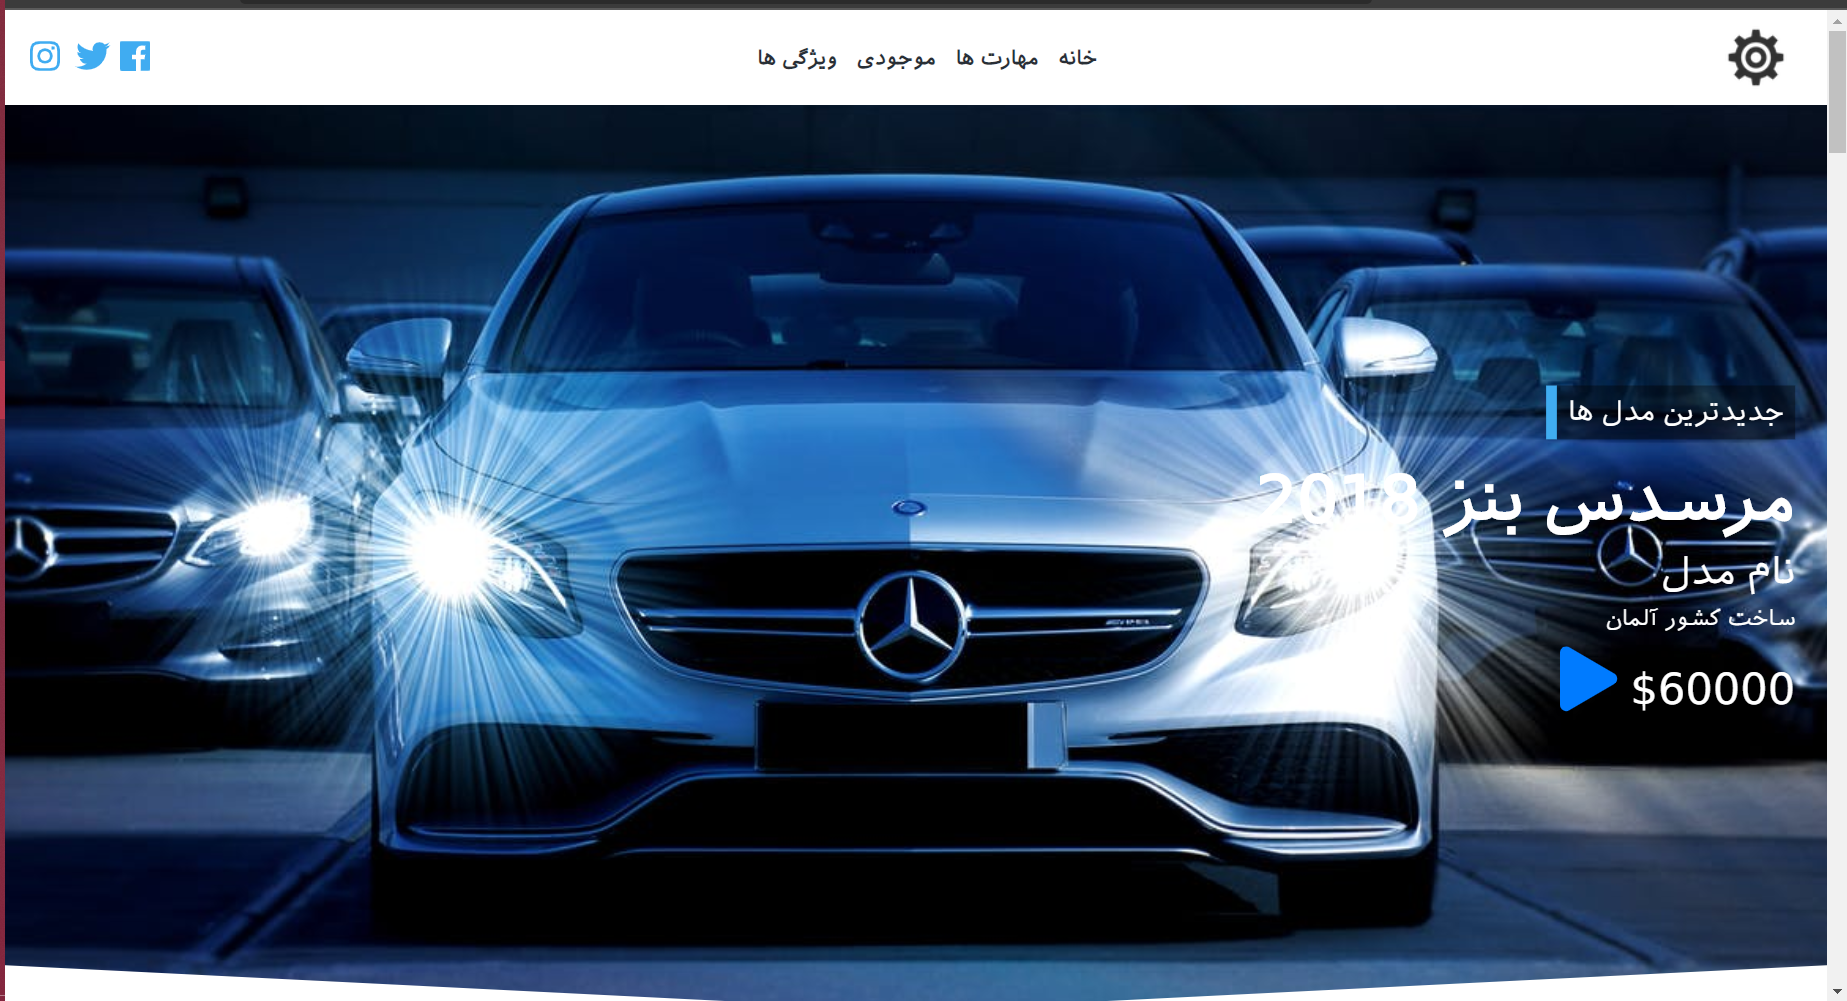 خانه مهارت ها موجودی ویژگی ها
جدیدترین مدل ها
مرسدس بنز 2018
نام مدل
ساخت کشور آلمان
$60000